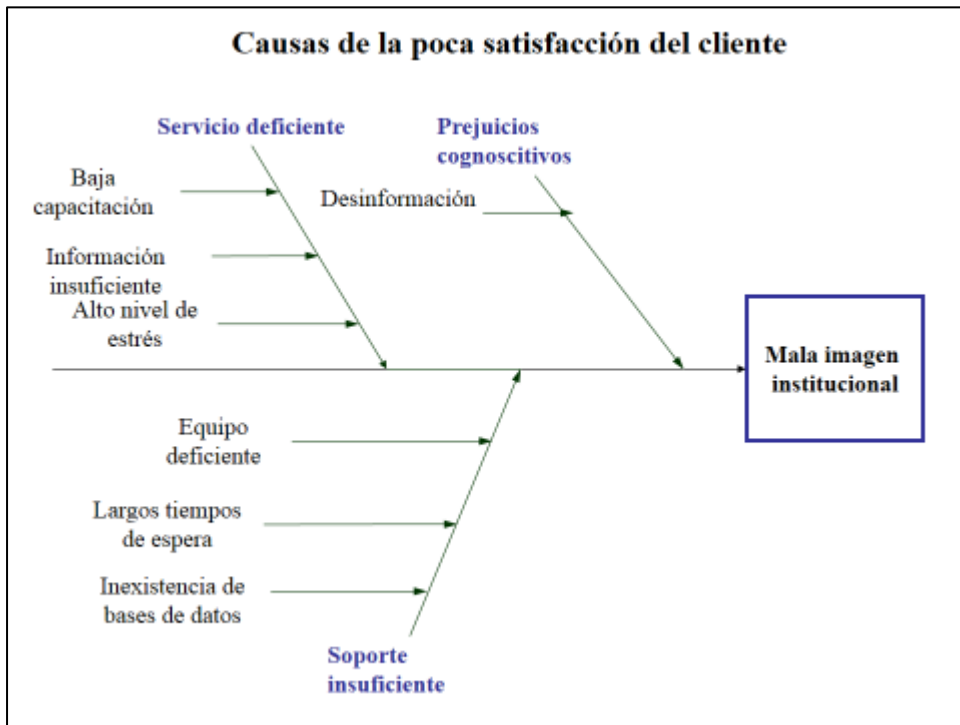 Causas de la poca satisfacción del cliente
Servicio deficiente
Prejuicios
cognoscitivos
Baja
capacitación
Desinformación
Información
insuficiente
Alto nivel de
estrés
Mala imagen
institucional
Equipo
deficiente
Largos tiempos
de espera
Inexistencia de
bases de datos
Soporte
insuficiente